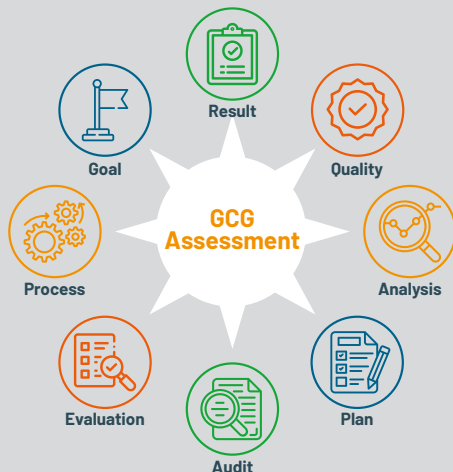 Result
Goal
Quality
GCG
Assessment
Process
Analysis
Evaluation
Plan
Audit